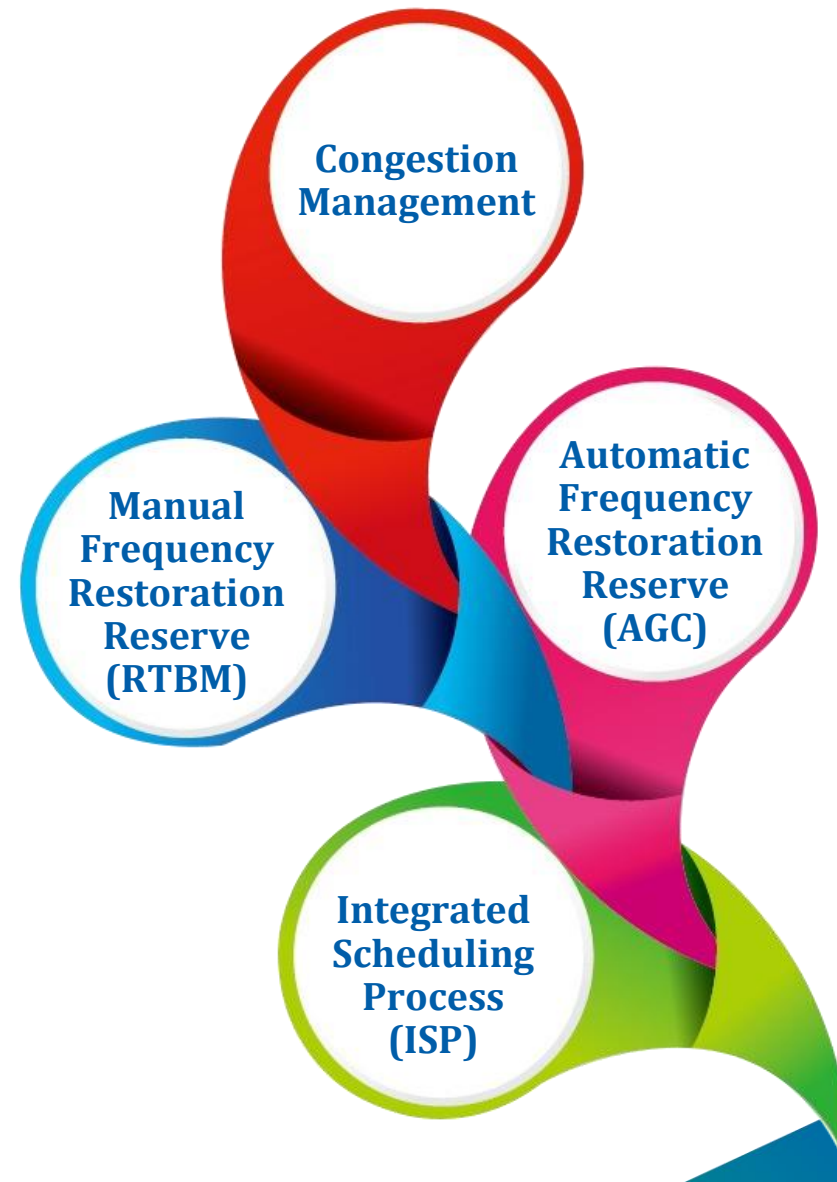 Congestion
Management
Manual
Frequency
Restoration
Reserve
(RTBM)
Automatic
Frequency
Restoration
Reserve
(AGC)
Integrated
Scheduling
Process
(ISP)